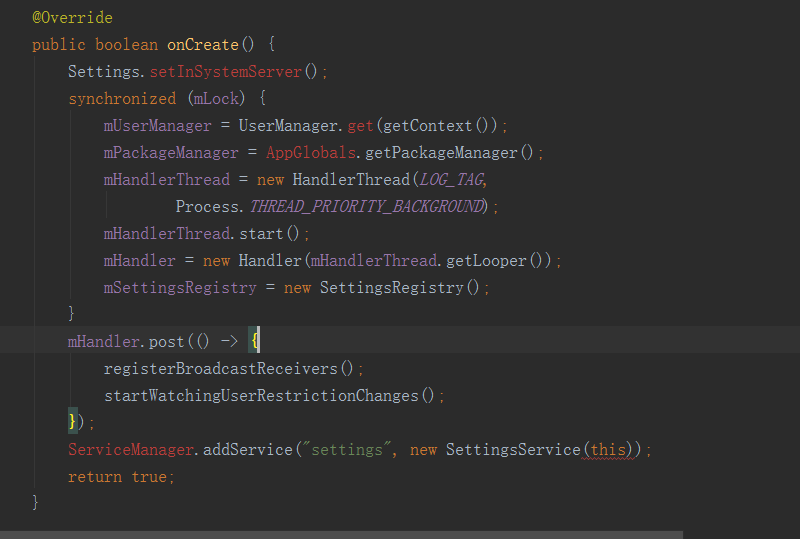 @Override
public boolean onCreate() {
    Settings.setInSystemServer();
    synchronized (mLock) {
        mUserManager = UserManager.get(getContext());
        mPackageManager = AppGlobals.getPackageManager();
        mHandlerThread = new HandlerThread(LOG_TAG,
                Process.THREAD_PRIORITY_BACKGROUND);
        mHandlerThread.start();
        mHandler = new Handler(mHandlerThread.getLooper());
        mSettingsRegistry = new SettingsRegistry();
    }
    mHandler.post(() -> {
        registerBroadcastReceivers();
        startWatchingUserRestrictionChanges();
    });
    ServiceManager.addService("settings", new SettingsService(this));
    return true;
}